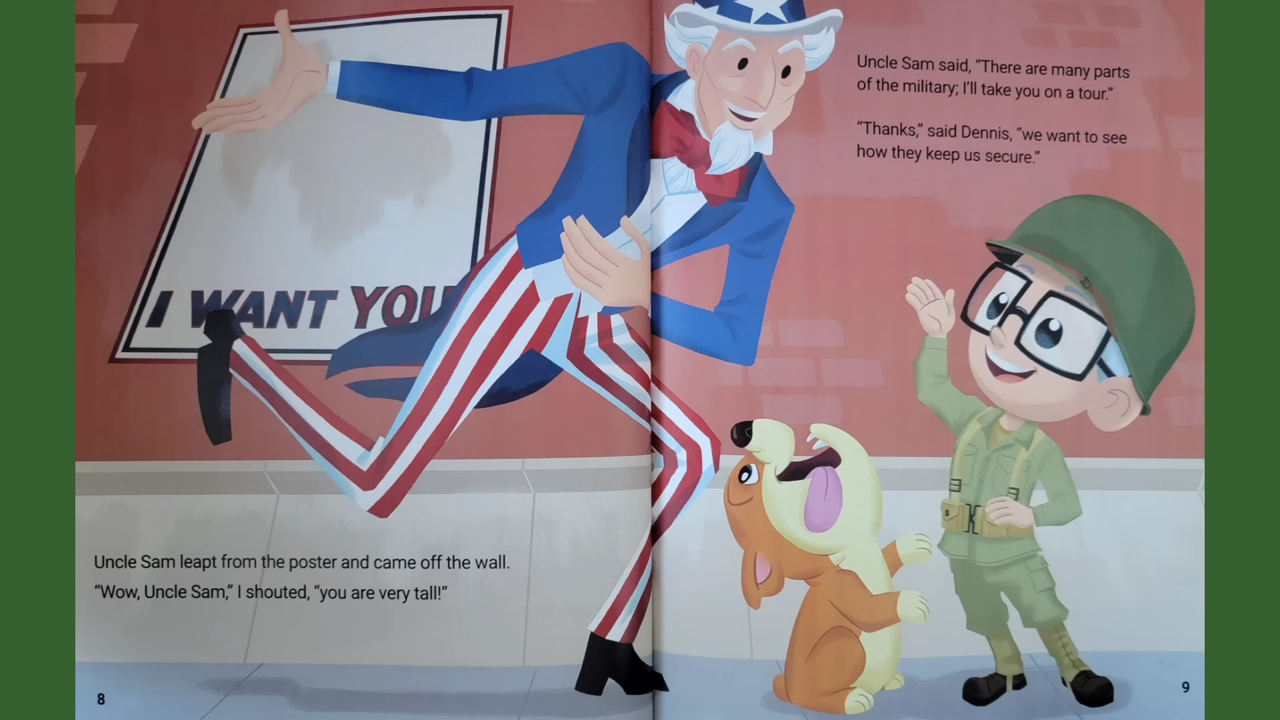 I WANT YOU
Uncle Sam leapt from the poster and came off the wall.
“Wow, Uncle Sam,” I shouted, “you are very tall!”
8
Uncle Sam said, “There are many parts
of the military; I’ll take you on a tour.”
“Thanks,” said Dennis, “we want to see
how they keep us secure.”
9